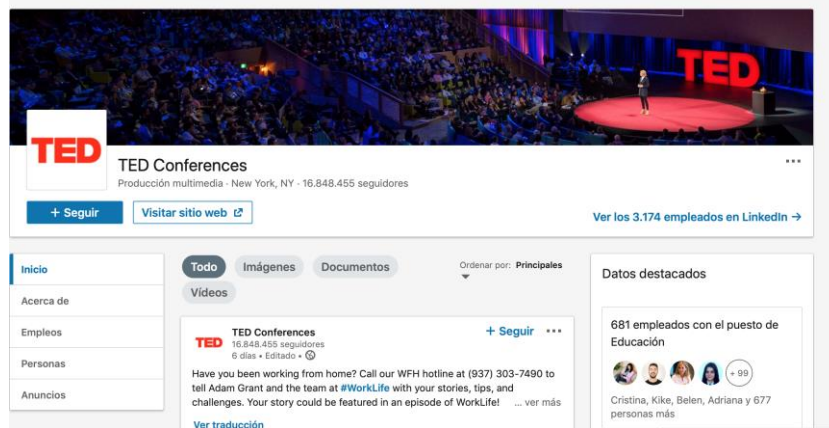 TED
TED
TED Conferences
Producción multimedia · New York, NY · 16.848.455 seguidores
+ Seguir
Visitar sitio web
Ver los 3.174 empleados en LinkedIn →
Inicio
Acerca de
Empleos
Personas
Anuncios
Todo
Imágenes
Documentos
Vídeos
Ordenar por: Principales
TED
TED Conferences
16.848.455 seguidores
6 días • Editado •
+ Seguir
Have you been working from home? Call our WFH hotline at (937) 303-7490 to
tell Adam Grant and the team at #WorkLife with your stories, tips, and
challenges. Your story could be featured in an episode of WorkLife! ... ver más
Ver traducción
Datos destacados
681 empleados con el puesto de
Educación
+ 99
Cristina, Kike, Belen, Adriana y 677
personas más